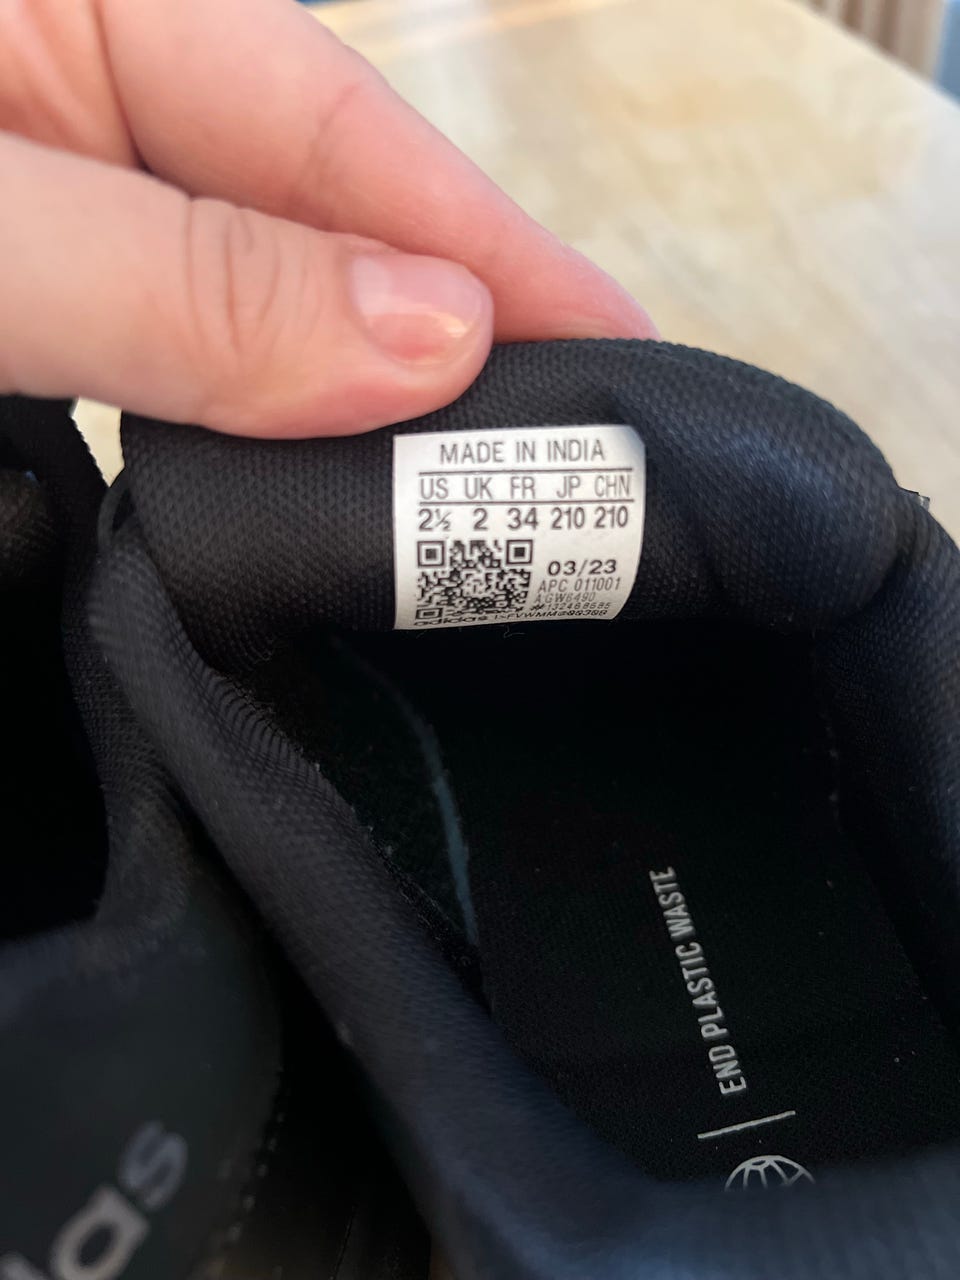 MADE IN INDIA
US UK FR JP CHN
2½ 2 34 210 210
03/23
APC 011001
adidas
END PLASTIC WASTE
das